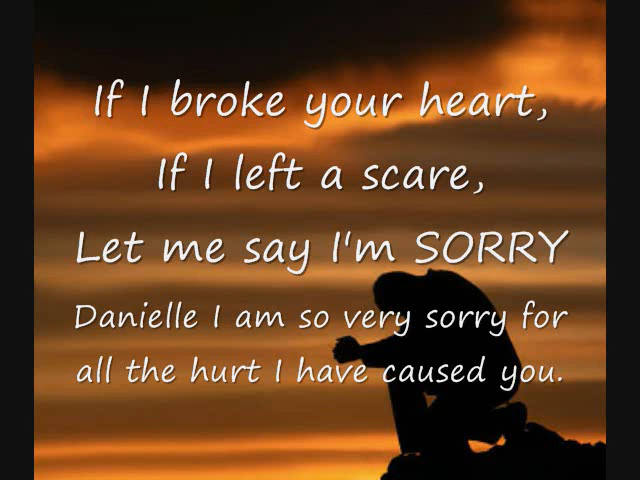 If I broke your heart,
If I left a scare,
Let me say I'm SORRY
Danielle I am so very sorry for
all the hurt I have caused you.